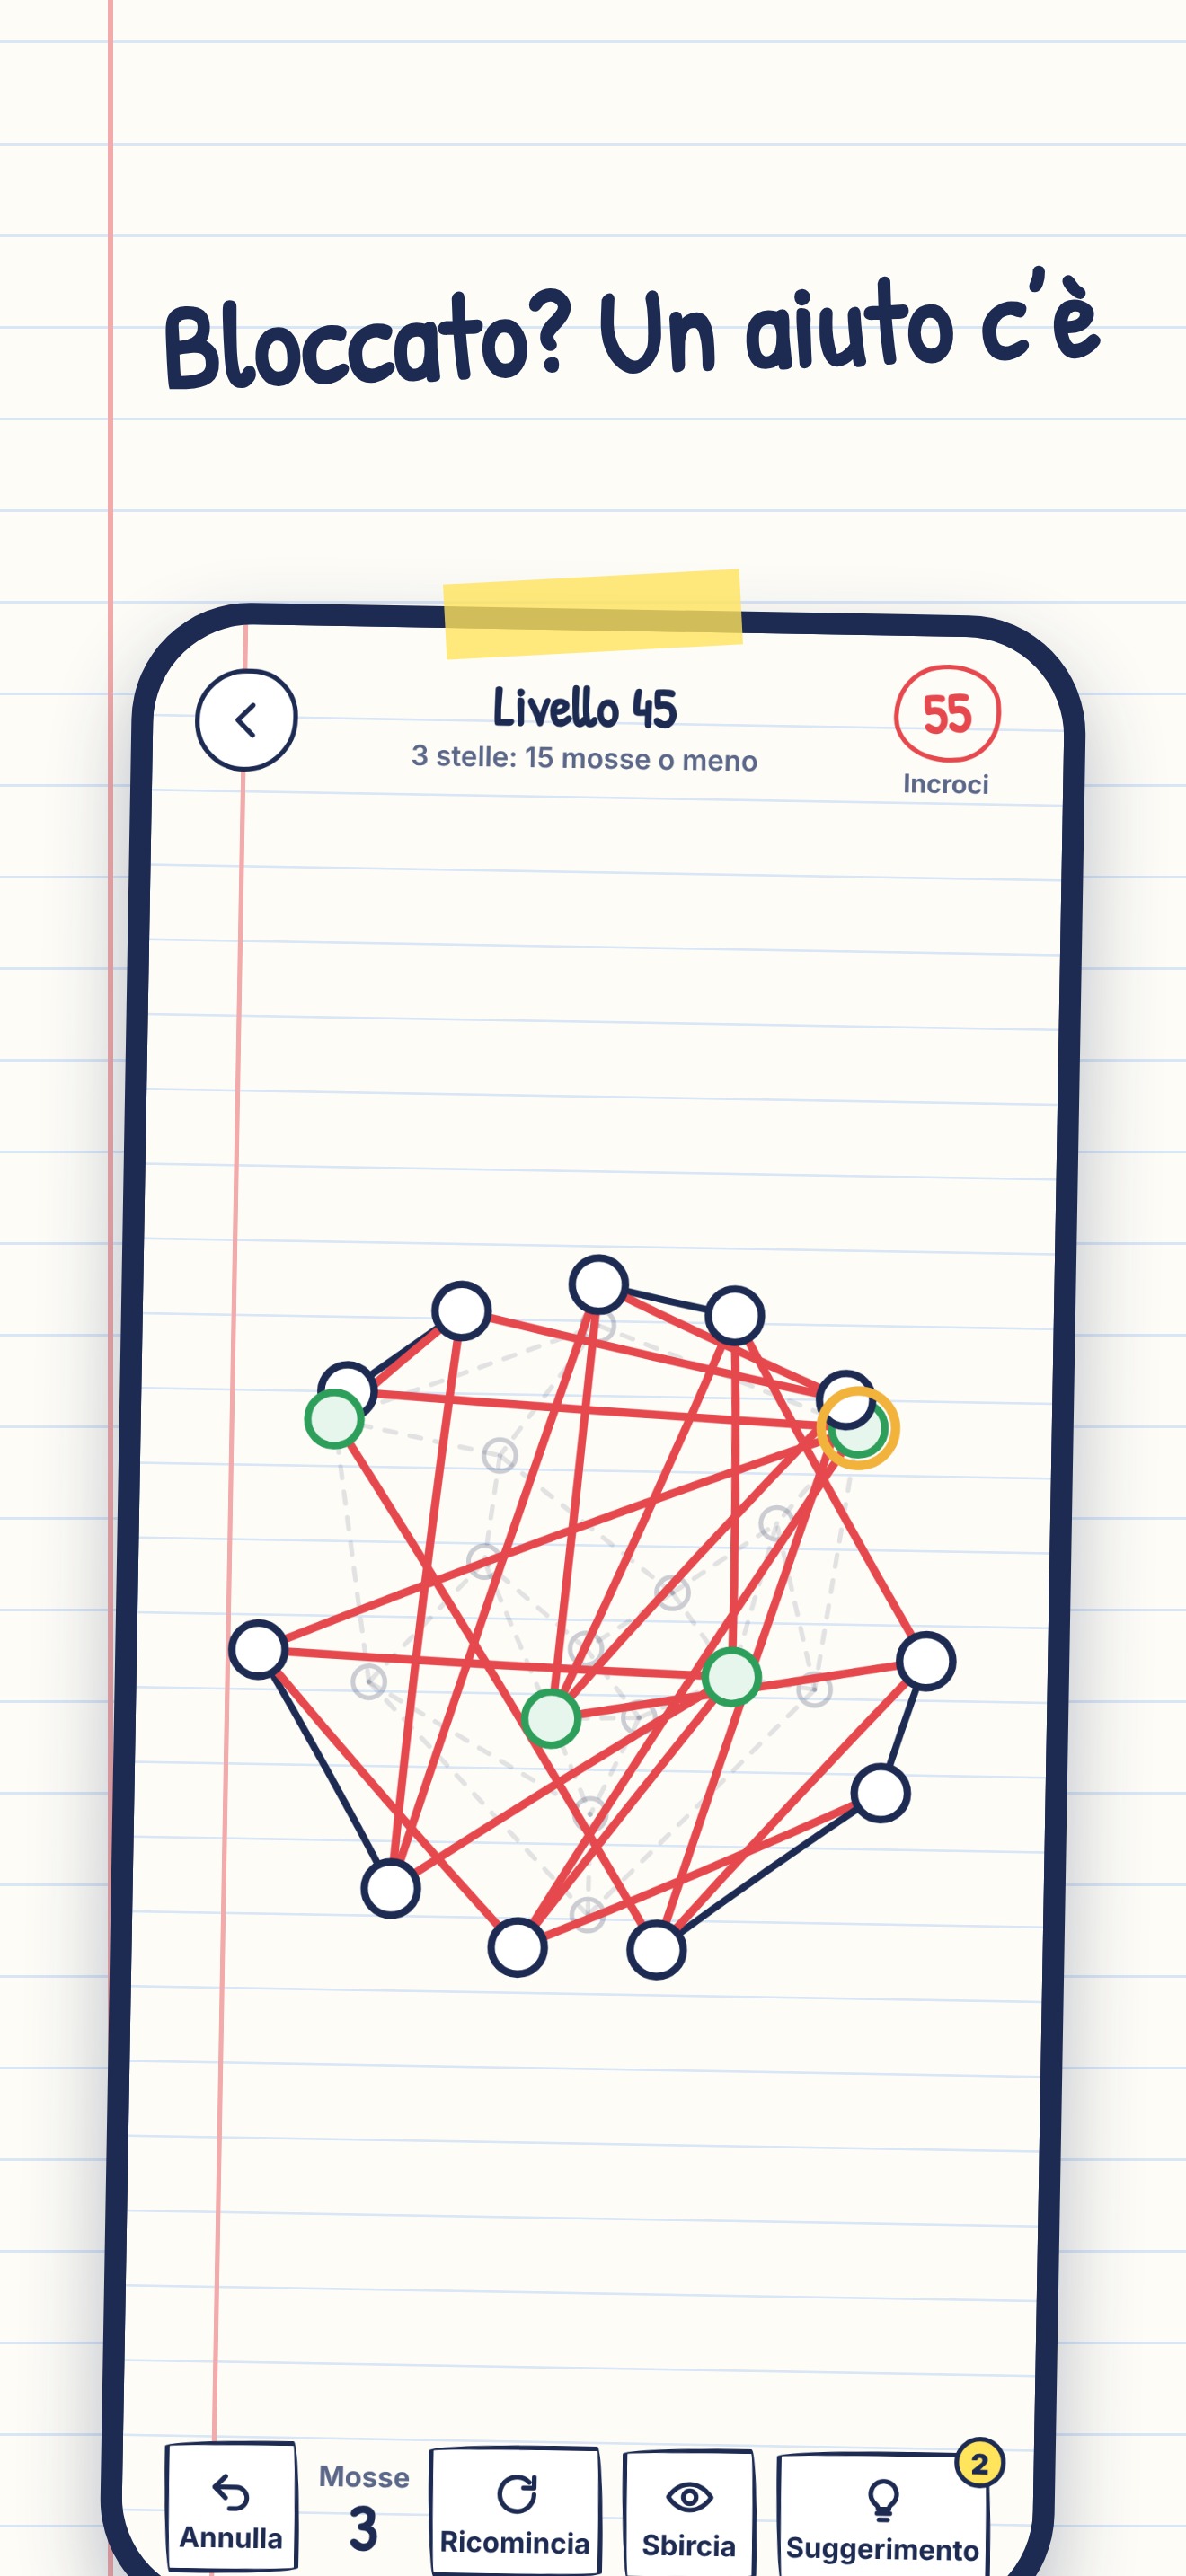 Bloccato? Un aiuto c'è
Livello 45
3 stelle: 15 mosse o meno
55
Incroci
Annulla
Mosse
3
Ricomincia
Sbircia
Suggerimento
2